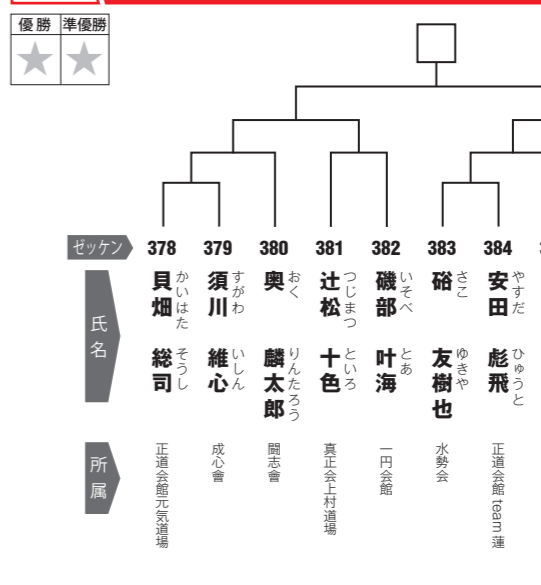 優勝 準優勝
ゼッケン 378 379 380 381 382 383 384
氏名
貝畑 総司
かいはた そうし
須川 維心
すがわ いしん
奥 麟太郎
おく りんたろう
辻松 十色
つじまつ といろ
磯部 叶海
いそべ とあ
硲 友樹也
さこ ゆきや
安田 彪飛
やすだ ひゅうと
所属
正道会館元気道場
成心會
闘志會
真正会上村道場
一円会館
水勢会
正道会館 team 蓮